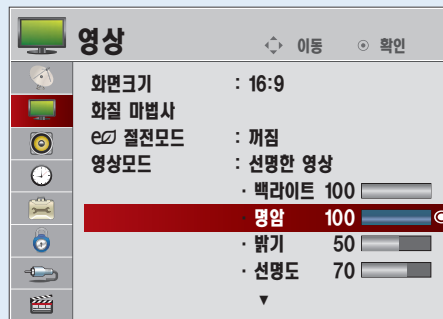 영상
이동 확인
화면크기 : 16:9
화질 마법사
e 절전모드 : 꺼짐
영상모드 : 선명한 영상
· 백라이트 100
· 명암 100
· 밝기 50
· 선명도 70